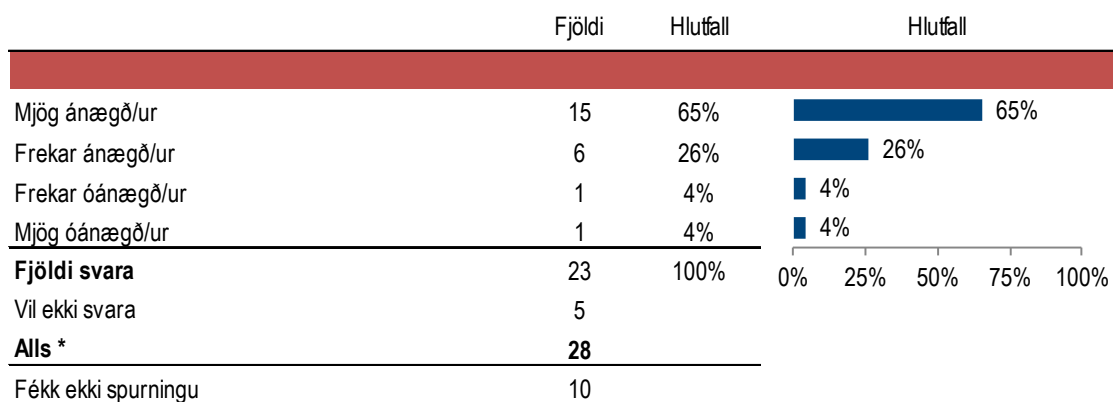 Fjöldi Hlutfall Hlutfall
Mjög ánægð/ur 15 65% 65%
Frekar ánægð/ur 6 26% 26%
Frekar óánægð/ur 1 4% 4%
Mjög óánægð/ur 1 4% 4%
Fjöldi svara 23 100% 0% 25% 50% 75% 100%
Vil ekki svara 5
Alls * 28
Fékk ekki spurningu 10